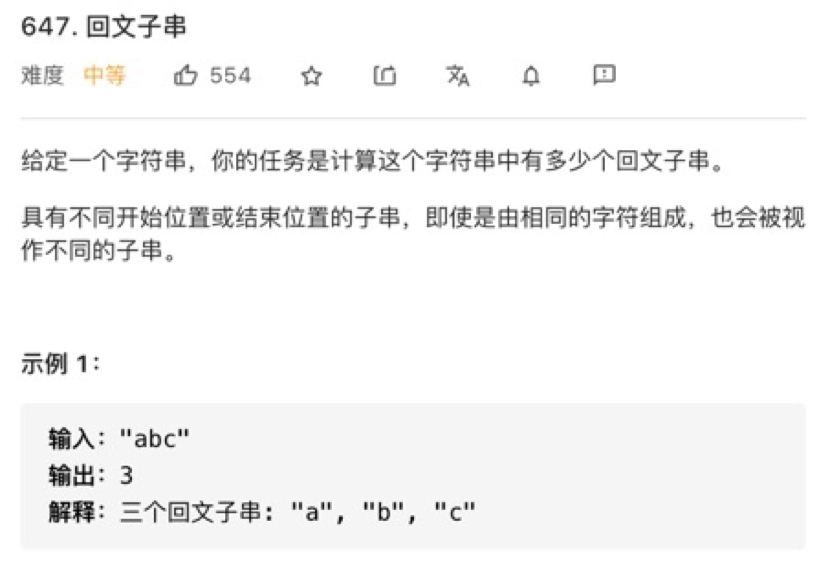 647. 回文子串
难度 中等 554
给定一个字符串，你的任务是计算这个字符串中有多少个回文子串。
具有不同开始位置或结束位置的子串，即使是由相同的字符组成，也会被视
作不同的子串。
示例 1：
输入："abc"
输出：3
解释：三个回文子串: "a", "b", "c"